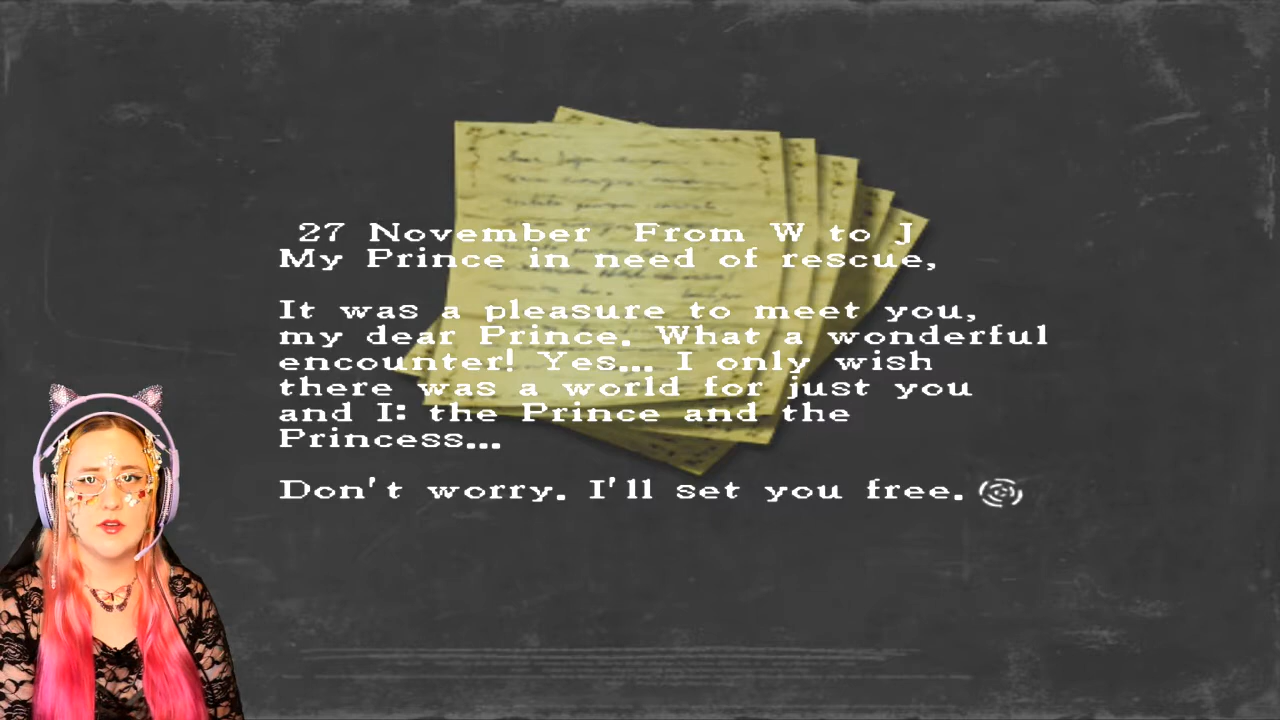 27 November From W to J
My Prince in need of rescue,
It was a pleasure to meet you,
my dear Prince. What a wonderful
encounter! Yes... I only wish
there was a world for just you
and I: the Prince and the
Princess...
Don't worry. I'll set you free.